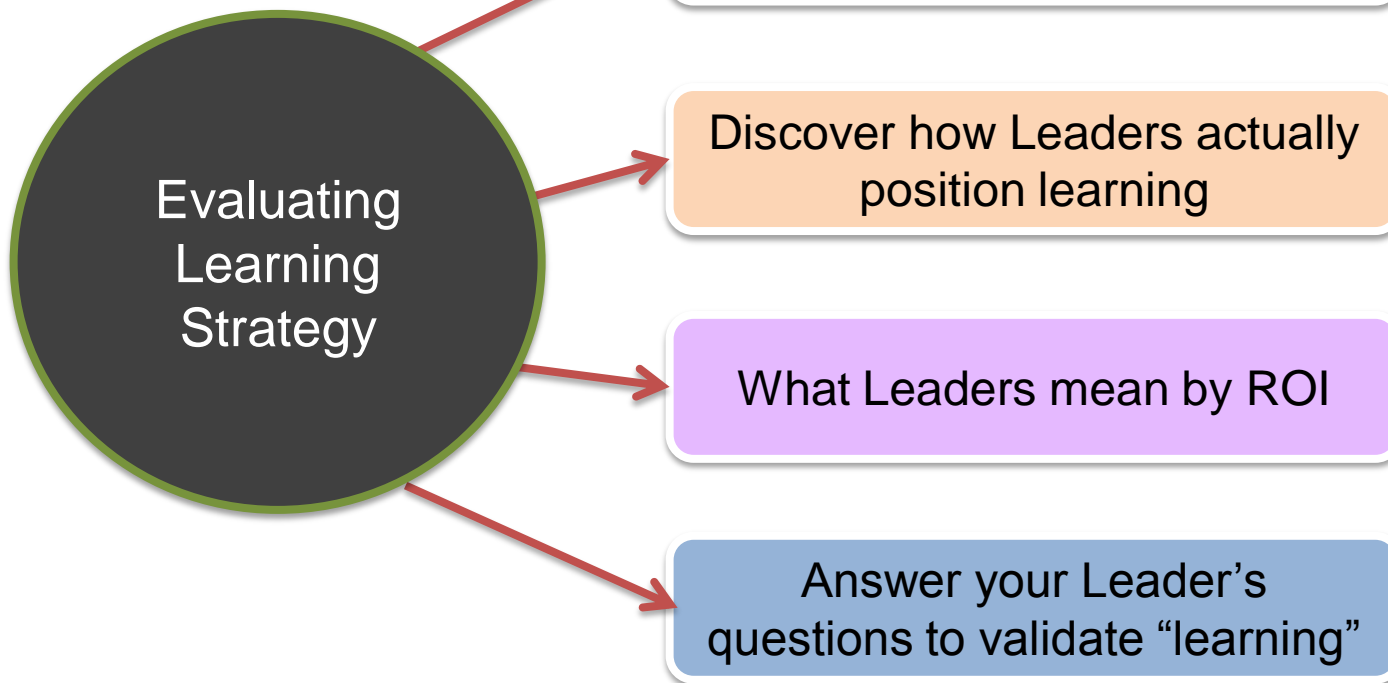 Evaluating
Learning
Strategy
Discover how Leaders actually
position learning
What Leaders mean by ROI
Answer your Leader’s
questions to validate “learning”